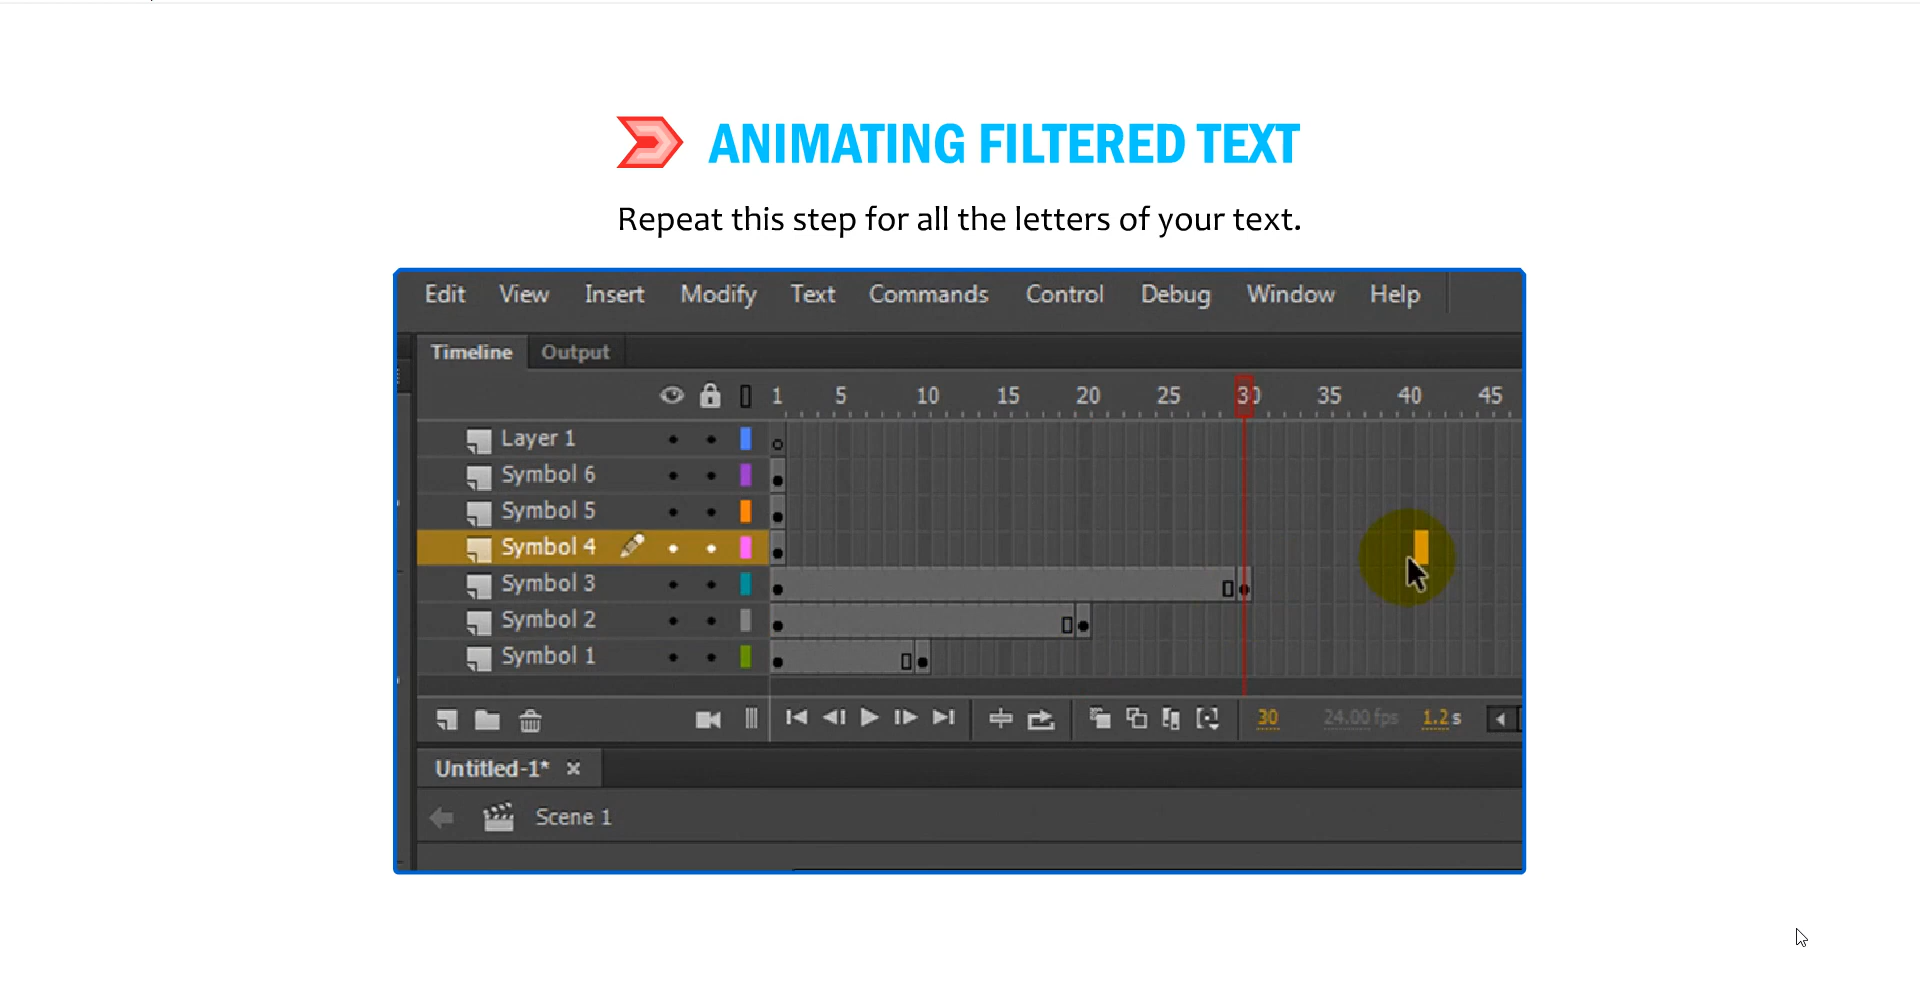 ANIMATING FILTERED TEXT
Repeat this step for all the letters of your text.
Edit View Insert Modify Text Commands Control Debug Window Help
Timeline Output
1 5 10 15 20 25 30 35 40 45
Layer 1
Symbol 6
Symbol 5
Symbol 4
Symbol 3
Symbol 2
Symbol 1
30 24.00 fps 1.2 s
Untitled-1*
Scene 1